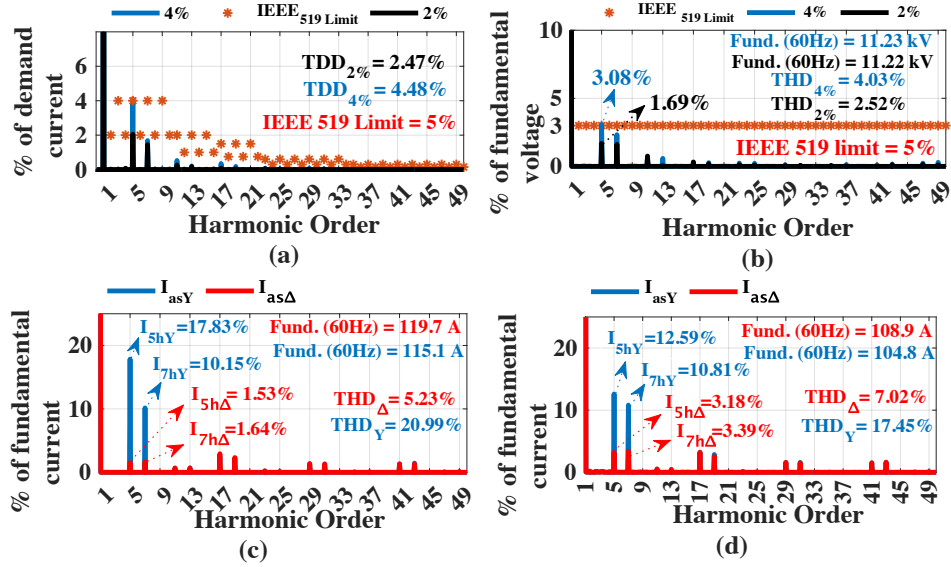 4% IEEE519 Limit 2%
% of demand
current
6
4
2
0
TDD2% = 2.47%
TDD4% = 4.48%
IEEE 519 Limit = 5%
1 5 9 13 17 21 25 29 33 37 41 45 49
Harmonic Order
(a)
IEEE519 Limit 4% 2%
% of fundamental
voltage
10
3
0
Fund. (60Hz) = 11.23 kV
Fund. (60Hz) = 11.22 kV
THD4% = 4.03%
THD2% = 2.52%
3.08%
1.69%
IEEE 519 limit = 5%
1 5 9 13 17 21 25 29 33 37 41 45 49
Harmonic Order
(b)
IasY IasΔ
% of fundamental
current
20
10
0
I5hY=17.83%
Fund. (60Hz) = 119.7 A
Fund. (60Hz) = 115.1 A
I7hY=10.15%
I5hΔ = 1.53%
I7hΔ=1.64%
THDΔ = 5.23%
THDY = 20.99%
1 5 9 13 17 21 25 29 33 37 41 45 49
Harmonic Order
(c)
IasY IasΔ
% of fundamental
current
20
10
0
I5hY=12.59%
Fund. (60Hz) = 108.9 A
Fund. (60Hz) = 104.8 A
I7hY=10.81%
I5hΔ=3.18%
I7hΔ=3.39%
THDΔ = 7.02%
THDY = 17.45%
1 5 9 13 17 21 25 29 33 37 41 45 49
Harmonic Order
(d)